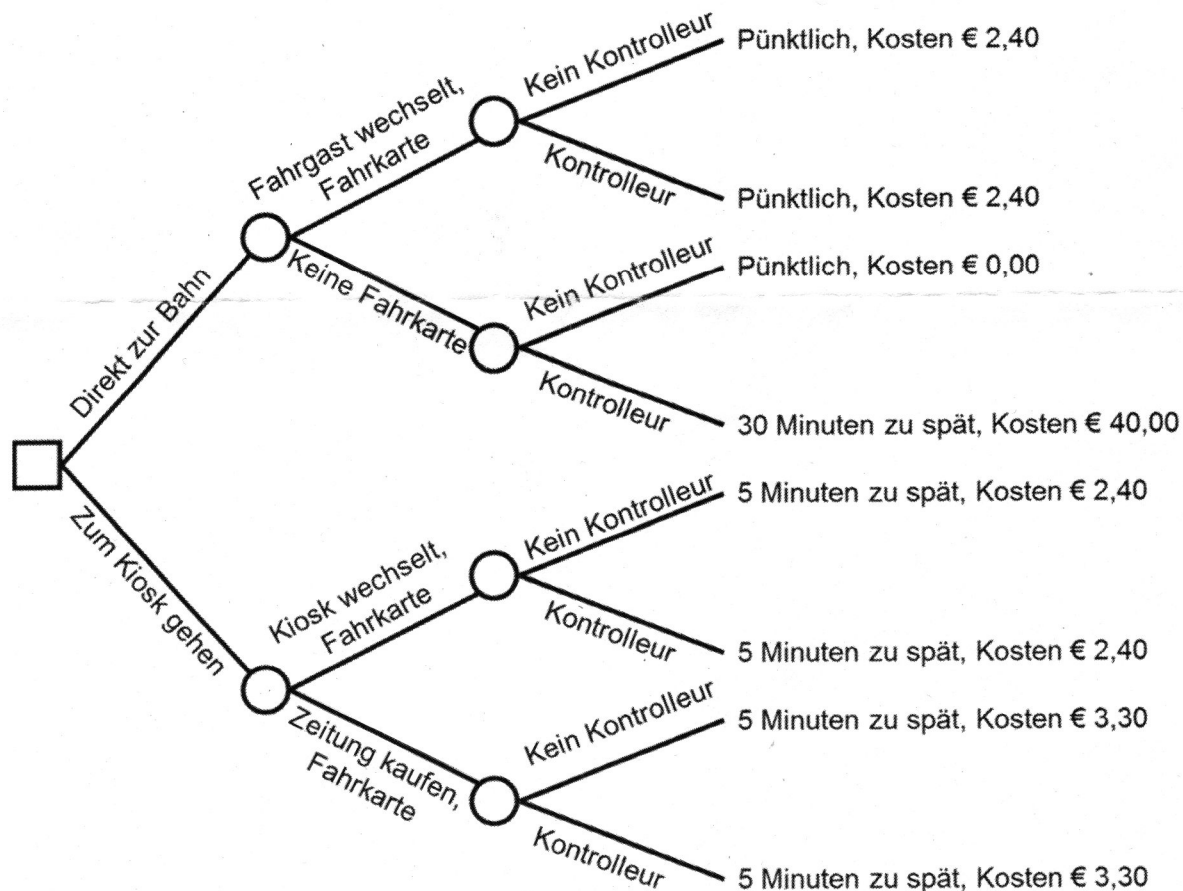 Kein Kontrolleur
Pünktlich, Kosten € 2,40
Fahrgast wechselt,
Fahrkarte
Kontrolleur
Pünktlich, Kosten € 2,40
Direkt zur Bahn
Keine Fahrkarte
Kein Kontrolleur
Pünktlich, Kosten € 0,00
Kontrolleur
30 Minuten zu spät, Kosten € 40,00
Zum Kiosk gehen
Kiosk wechselt,
Fahrkarte
Kein Kontrolleur
5 Minuten zu spät, Kosten € 2,40
Kontrolleur
5 Minuten zu spät, Kosten € 2,40
Zeitung kaufen,
Fahrkarte
Kein Kontrolleur
5 Minuten zu spät, Kosten € 3,30
Kontrolleur
5 Minuten zu spät, Kosten € 3,30